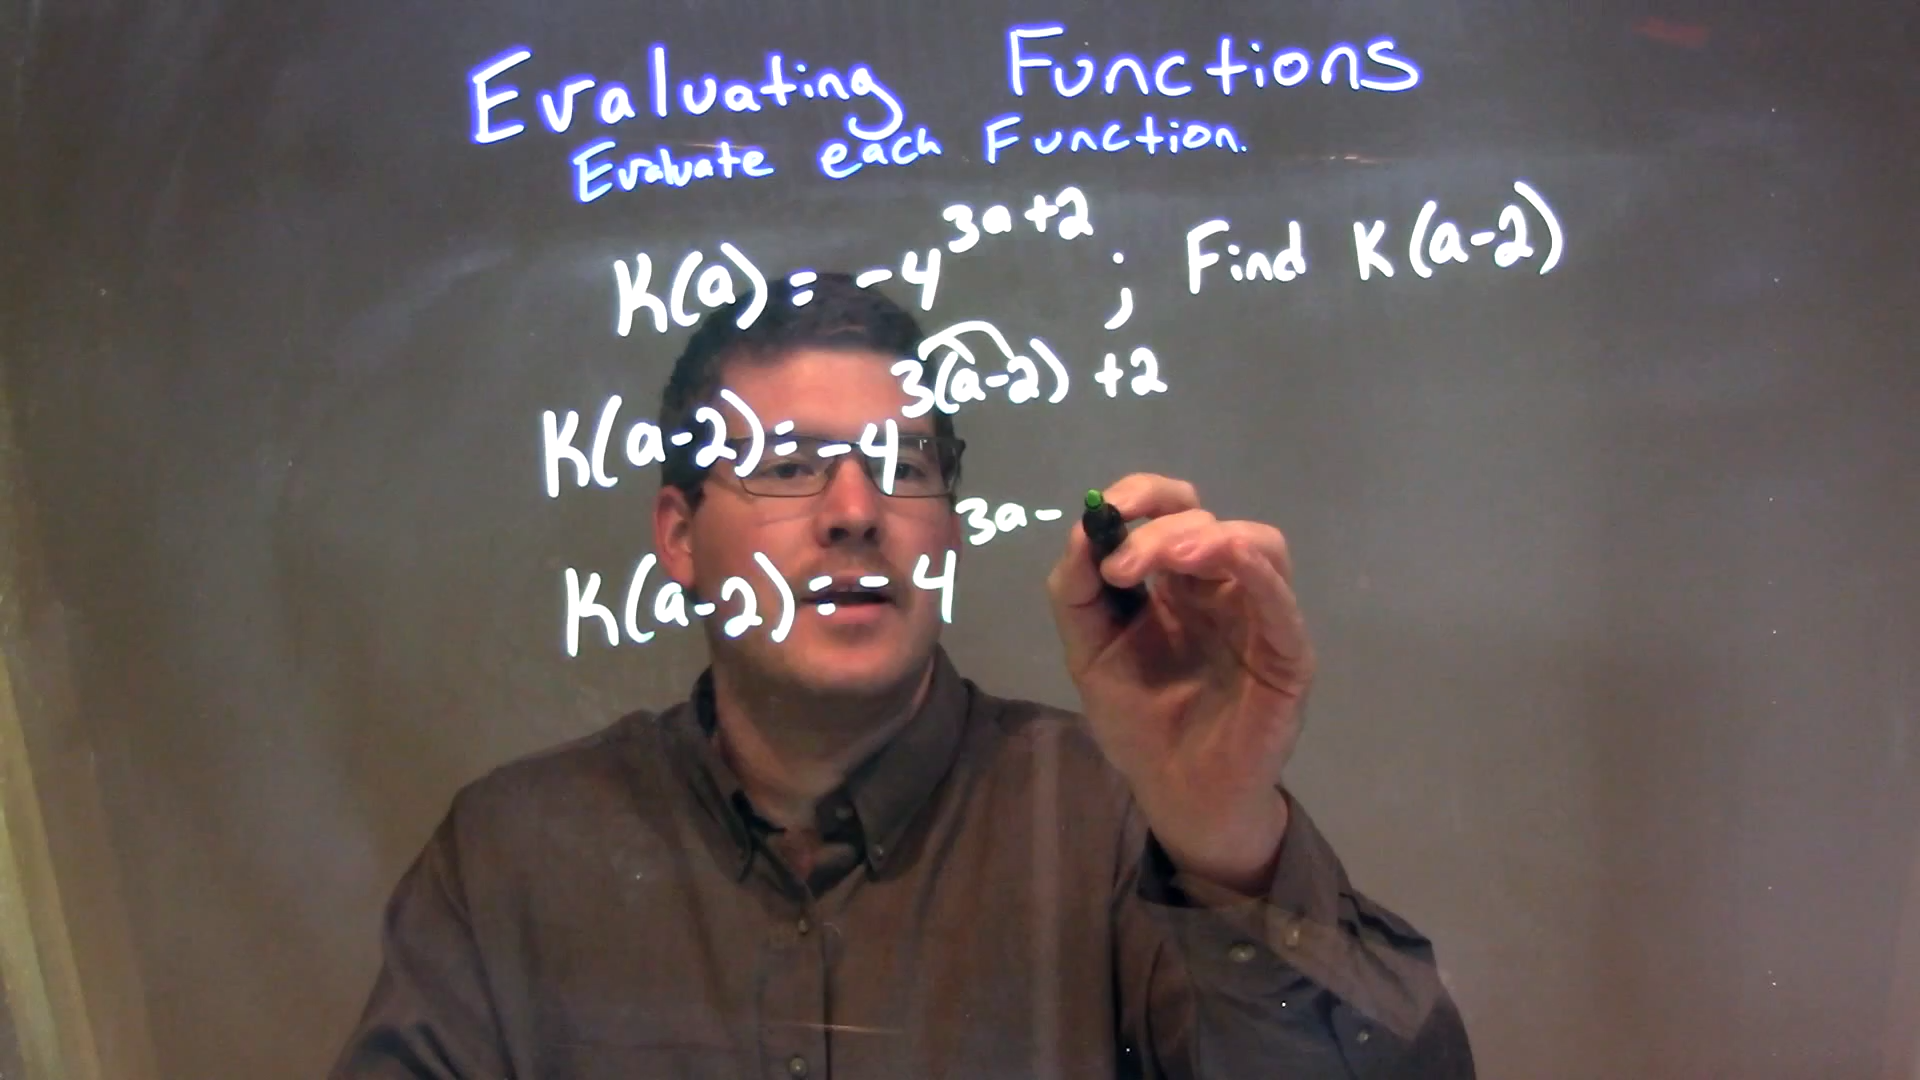 Evaluating Functions
Evaluate each Function.
K(a) = -4^3a+2 ; Find K(a-2)
K(a-2) = -4^3(a-2)+2
K(a-2) = -4^3a-